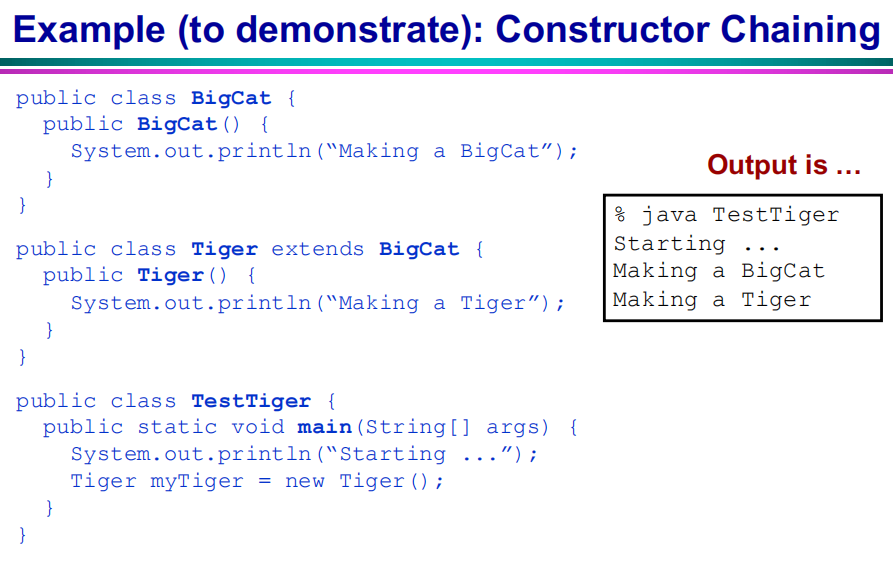 Example (to demonstrate): Constructor Chaining
public class BigCat {
public BigCat() {
System.out.println(“Making a BigCat”);
}
}
public class Tiger extends BigCat {
public Tiger() {
System.out.println(“Making a Tiger”);
}
}
public class TestTiger {
public static void main(String[] args) {
System.out.println(“Starting ...”);
Tiger myTiger = new Tiger();
}
}
Output is …
% java TestTiger
Starting ...
Making a BigCat
Making a Tiger